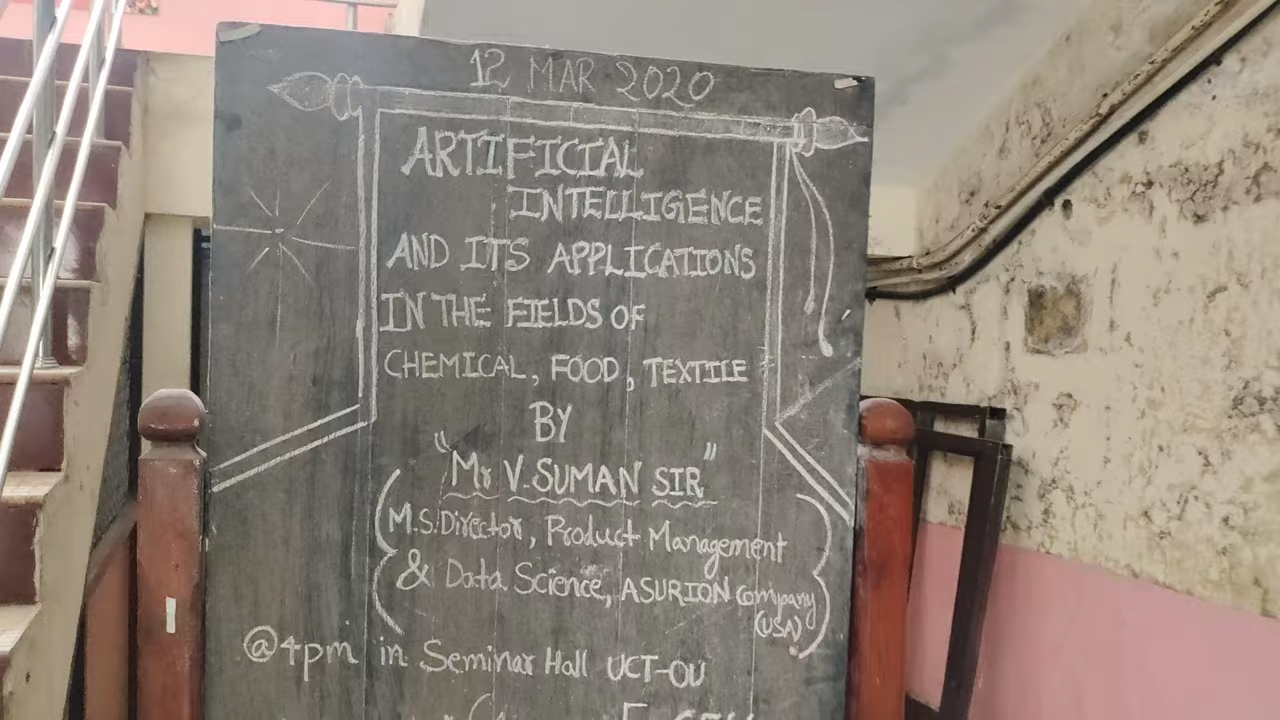 12 MAR 2020
ARTIFICIAL
INTELLIGENCE
AND ITS APPLICATIONS
IN THE FIELDS OF
CHEMICAL, FOOD, TEXTILE
BY
"Mr V. SUMAN SIR"
(M.S. Director, Product Management
& Data Science, ASURION Company
(USA))
@4pm in Seminar Hall UCT-OU